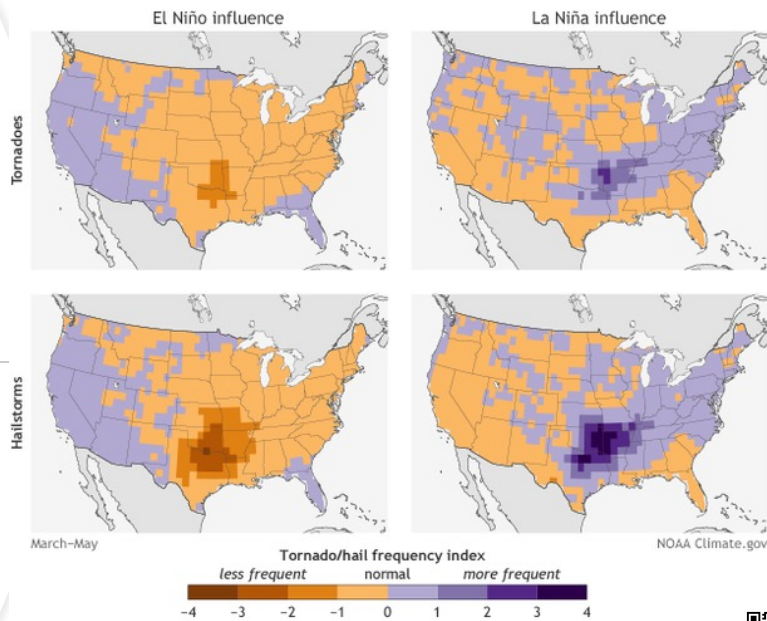 El Niño influence
La Niña influence
Tornadoes
Hailstorms
March–May
NOAA Climate.gov
Tornado/hail frequency index
less frequent normal more frequent
−4 −3 −2 −1 0 1 2 3 4